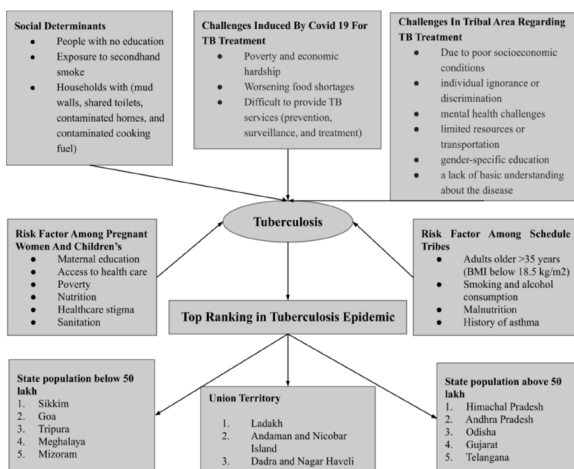 Social Determinants
● People with no education
● Exposure to secondhand
smoke
● Households with (mud
walls, shared toilets,
contaminated homes, and
contaminated cooking
fuel)
Challenges Induced By Covid 19 For
TB Treatment
● Poverty and economic
hardship
● Worsening food shortages
● Difficult to provide TB
services (prevention,
surveillance, and treatment)
Challenges In Tribal Area Regarding
TB Treatment
● Due to poor socioeconomic
conditions
● individual ignorance or
discrimination
● mental health challenges
● limited resources or
transportation
● gender-specific education
● a lack of basic understanding
about the disease
Tuberculosis
Risk Factor Among Pregnant
Women And Children's
● Maternal education
● Access to health care
● Poverty
● Nutrition
● Healthcare stigma
● Sanitation
Risk Factor Among Schedule
Tribes
● Adults older >35 years
(BMI below 18.5 kg/m2)
● Smoking and alcohol
consumption
● Malnutrition
● History of asthma
Top Ranking in Tuberculosis Epidemic
State population below 50
lakh
1. Sikkim
2. Goa
3. Tripura
4. Meghalaya
5. Mizoram
Union Territory
1. Ladakh
2. Andaman and Nicobar
Island
3. Dadra and Nagar Haveli
State population above 50
lakh
1. Himachal Pradesh
2. Andhra Pradesh
3. Odisha
4. Gujarat
5. Telangana